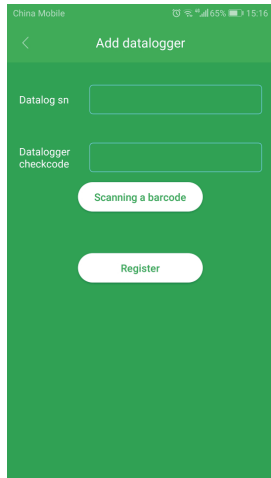 China Mobile 65% 15:16
Add datalogger
Datalog sn
Datalogger
checkcode
Scanning a barcode
Register